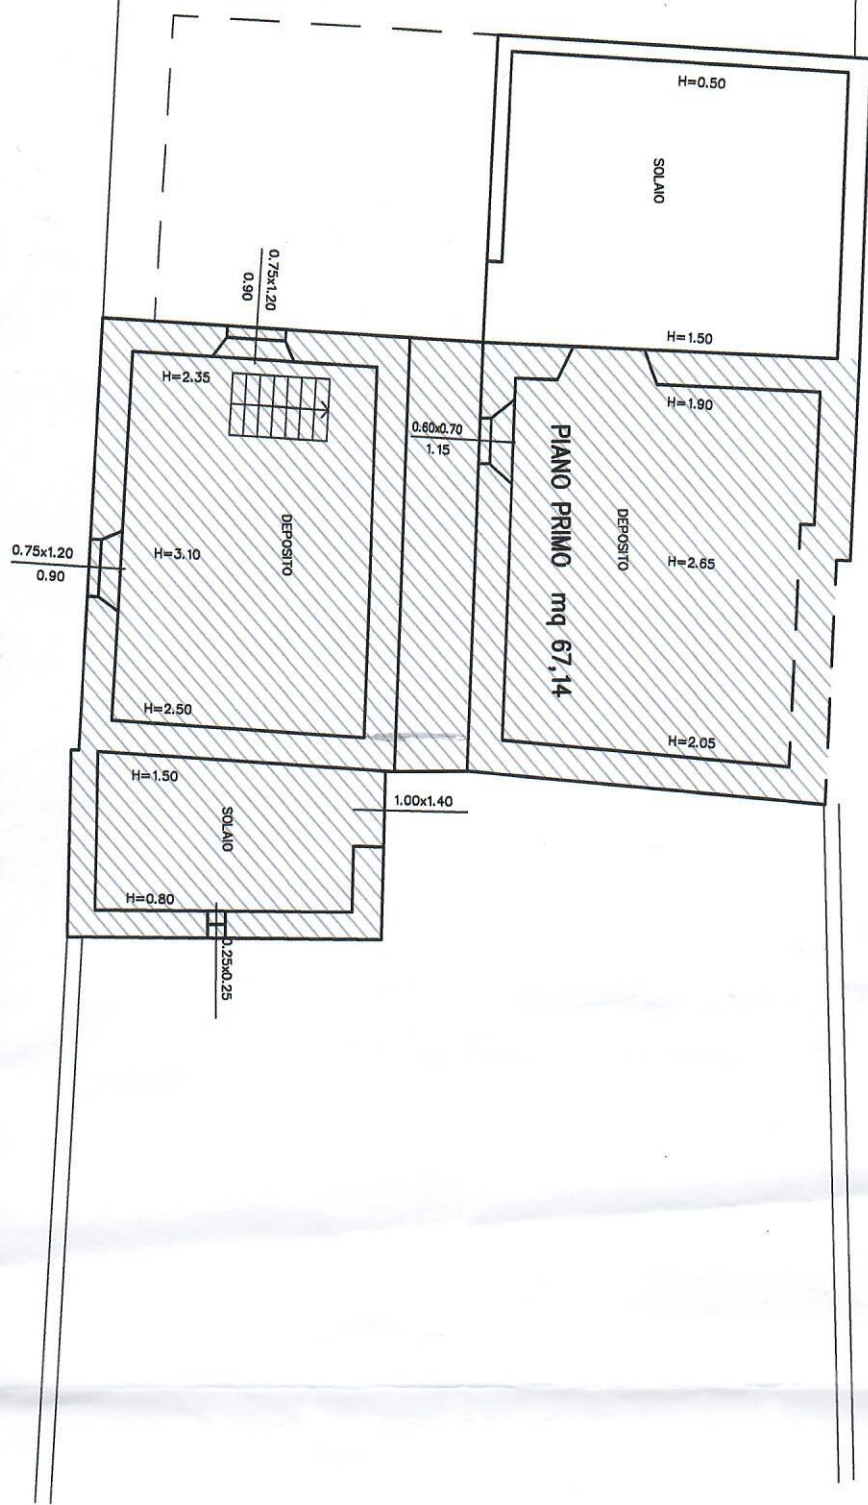 H=0.50
SOLAIO
H=1.50
0.75x1.20
0.90
H=2.35
H=1.90
0.60x0.70
1.15
PIANO PRIMO mq 67,14
DEPOSITO
H=2.65
DEPOSITO
0.75x1.20
0.90
H=3.10
H=2.50
H=2.05
H=1.50
1.00x1.40
SOLAIO
H=0.80
0.25x0.25